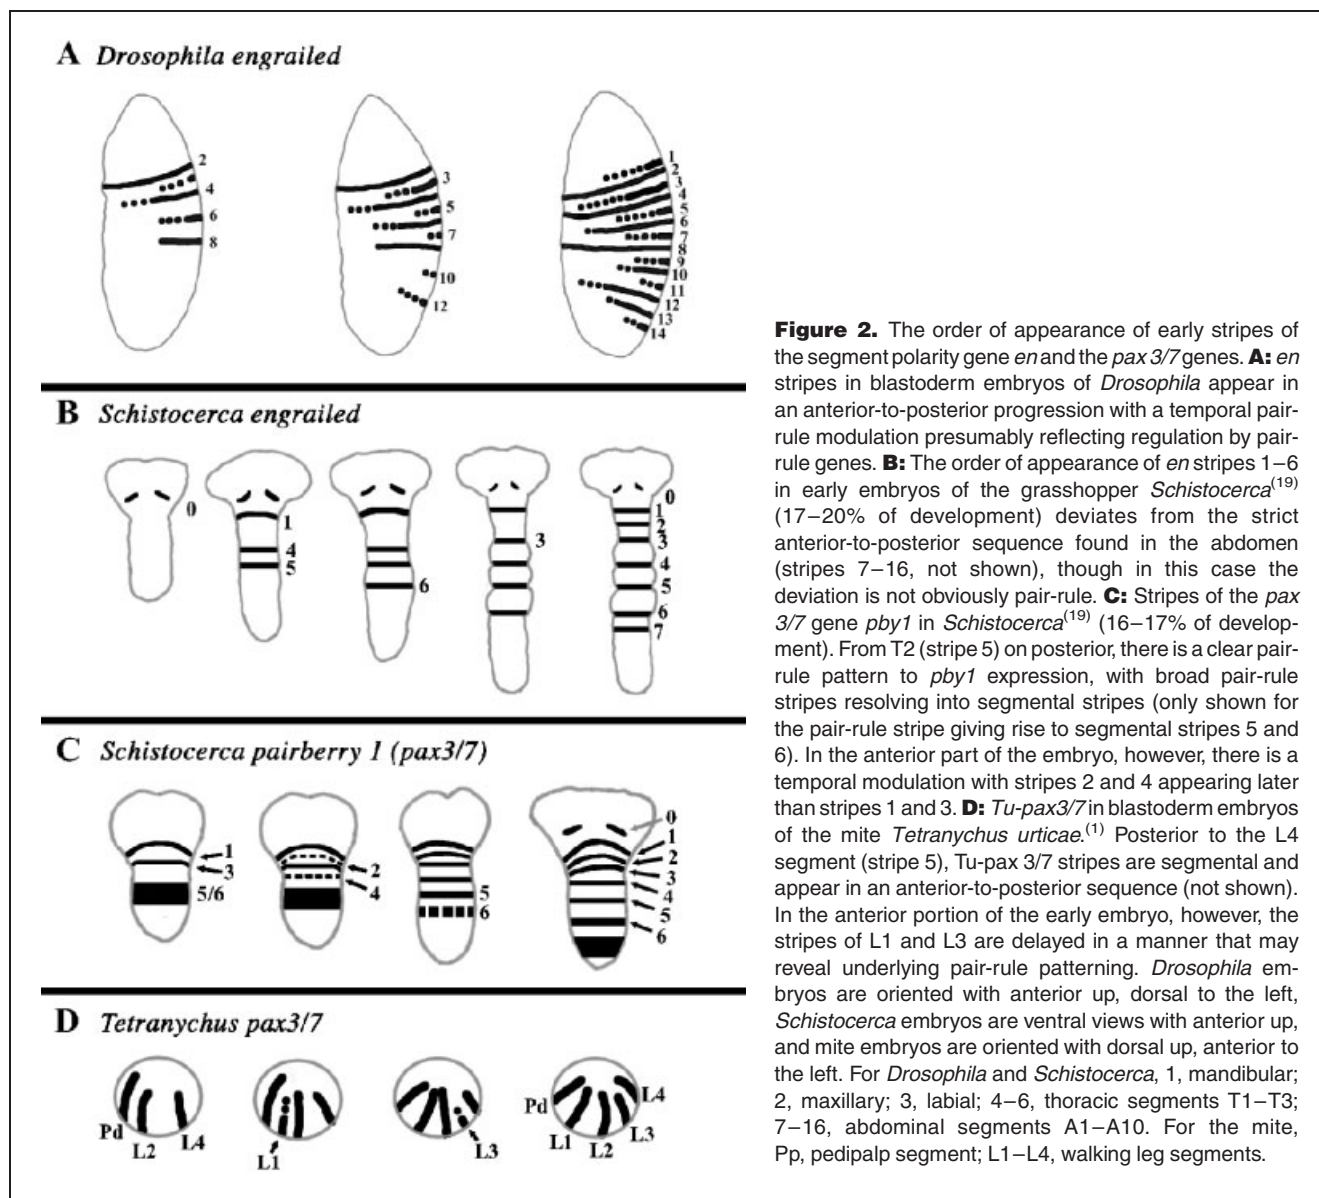 A Drosophila engrailed
2
4
6
8
3
5
7
10
12
1
2
3
4
5
6
7
8
9
10
11
12
13
14
B Schistocerca engrailed
0
1
4
5
6
3
0
1
2
3
4
5
6
7
C Schistocerca pairberry 1 (pax3/7)
1
3
5/6
2
4
5
6
0
1
2
3
4
5
6
D Tetranychus pax3/7
Pd
L2
L4
L1
L3
Pd
L1
L2
L3
L4
Figure 2. The order of appearance of early stripes of
the segment polarity gene en and the pax 3/7 genes. A: en
stripes in blastoderm embryos of Drosophila appear in
an anterior-to-posterior progression with a temporal pair-
rule modulation presumably reflecting regulation by pair-
rule genes. B: The order of appearance of en stripes 1–6
in early embryos of the grasshopper Schistocerca(19)
(17–20% of development) deviates from the strict
anterior-to-posterior sequence found in the abdomen
(stripes 7–16, not shown), though in this case the
deviation is not obviously pair-rule. C: Stripes of the pax
3/7 gene pby1 in Schistocerca(19) (16–17% of develop-
ment). From T2 (stripe 5) on posterior, there is a clear pair-
rule pattern to pby1 expression, with broad pair-rule
stripes resolving into segmental stripes (only shown for
the pair-rule stripe giving rise to segmental stripes 5 and
6). In the anterior part of the embryo, however, there is a
temporal modulation with stripes 2 and 4 appearing later
than stripes 1 and 3. D: Tu-pax3/7 in blastoderm embryos
of the mite Tetranychus urticae.(1) Posterior to the L4
segment (stripe 5), Tu-pax 3/7 stripes are segmental and
appear in an anterior-to-posterior sequence (not shown).
In the anterior portion of the early embryo, however, the
stripes of L1 and L3 are delayed in a manner that may
reveal underlying pair-rule patterning. Drosophila em-
bryos are oriented with anterior up, dorsal to the left,
Schistocerca embryos are ventral views with anterior up,
and mite embryos are oriented with dorsal up, anterior to
the left. For Drosophila and Schistocerca, 1, mandibular;
2, maxillary; 3, labial; 4–6, thoracic segments T1–T3;
7–16, abdominal segments A1–A10. For the mite,
Pp, pedipalp segment; L1–L4, walking leg segments.